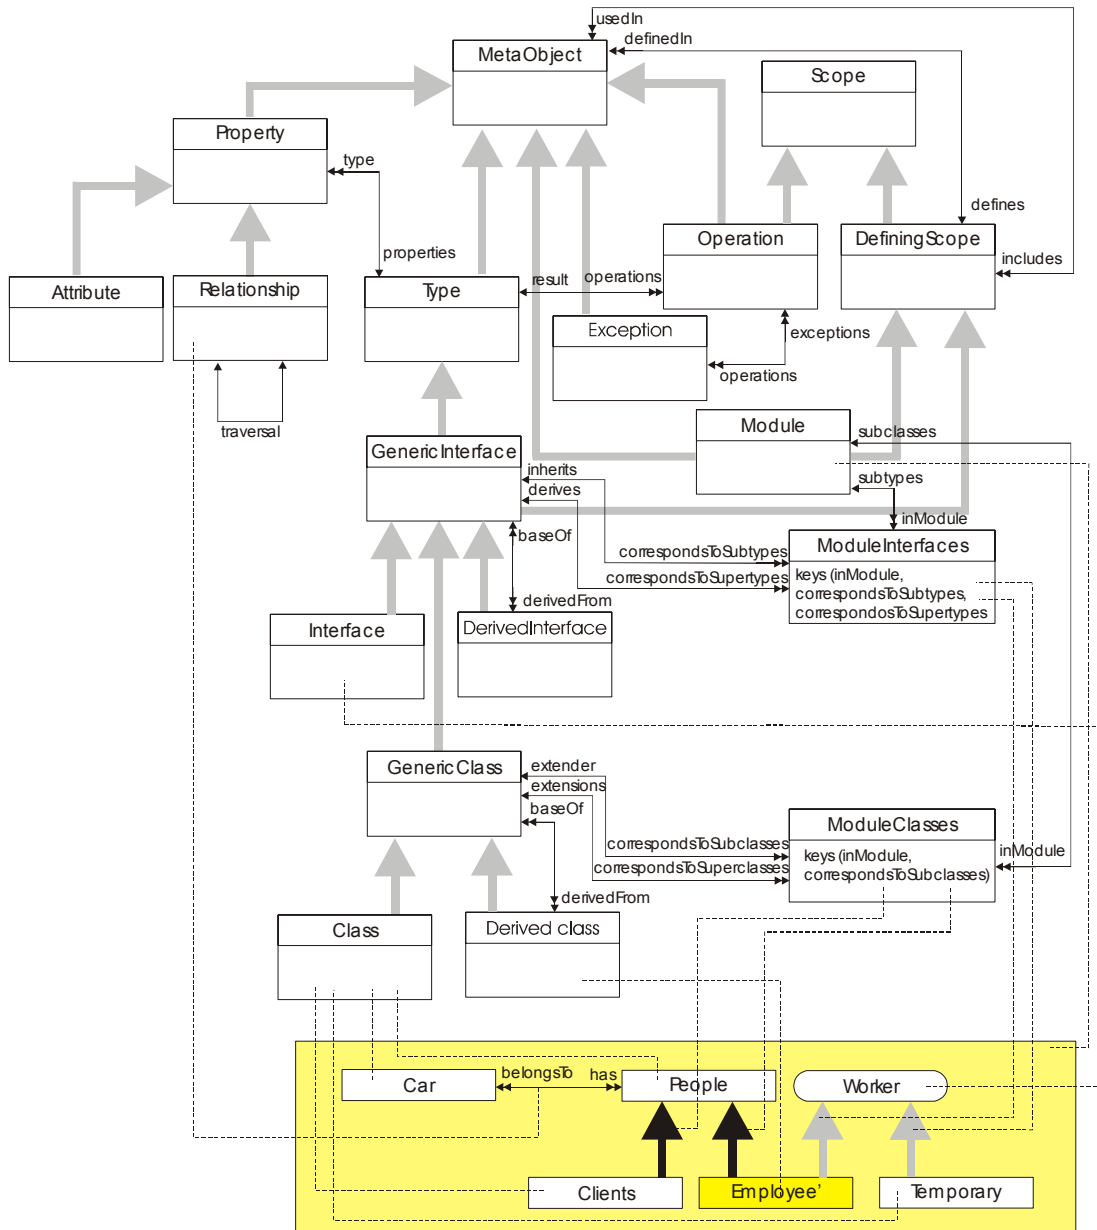 usedIn
definedIn
MetaObject
Scope
Property
type
defines
Operation
DefiningScope
properties
includes
Attribute
Relationship
Type
result
operations
Exception
exceptions
operations
traversal
Module
subclasses
GenericInterface
inherits
subtypes
derives
inModule
baseOf
correspondsToSubtypes
ModuleInterfaces
correspondsToSupertypes
keys (inModule,
correspondsToSubtypes,
correspondosToSupertypes
derivedFrom
Interface
DerivedInterface
GenericClass
extender
extensions
baseOf
ModuleClasses
correspondsToSubclasses
inModule
keys (inModule,
correspondsToSubclasses)
correspondsToSuperclasses
derivedFrom
Class
Derived class
belongsTo
has
Car
People
Worker
Clients
Employee'
Temporary